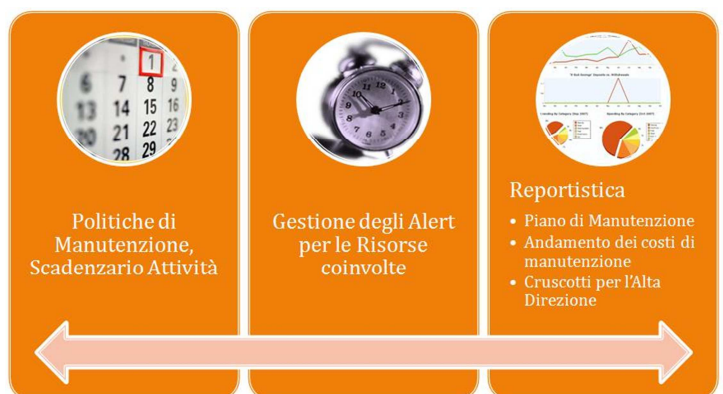 1
2
6
7
8
9
13
14
15
16
20
21
22
23
28
29
Politiche di
Manutenzione,
Scadenzario Attività
Gestione degli Alert
per le Risorse
coinvolte
Reportistica
• Piano di Manutenzione
• Andamento dei costi di
manutenzione
• Cruscotti per l'Alta
Direzione